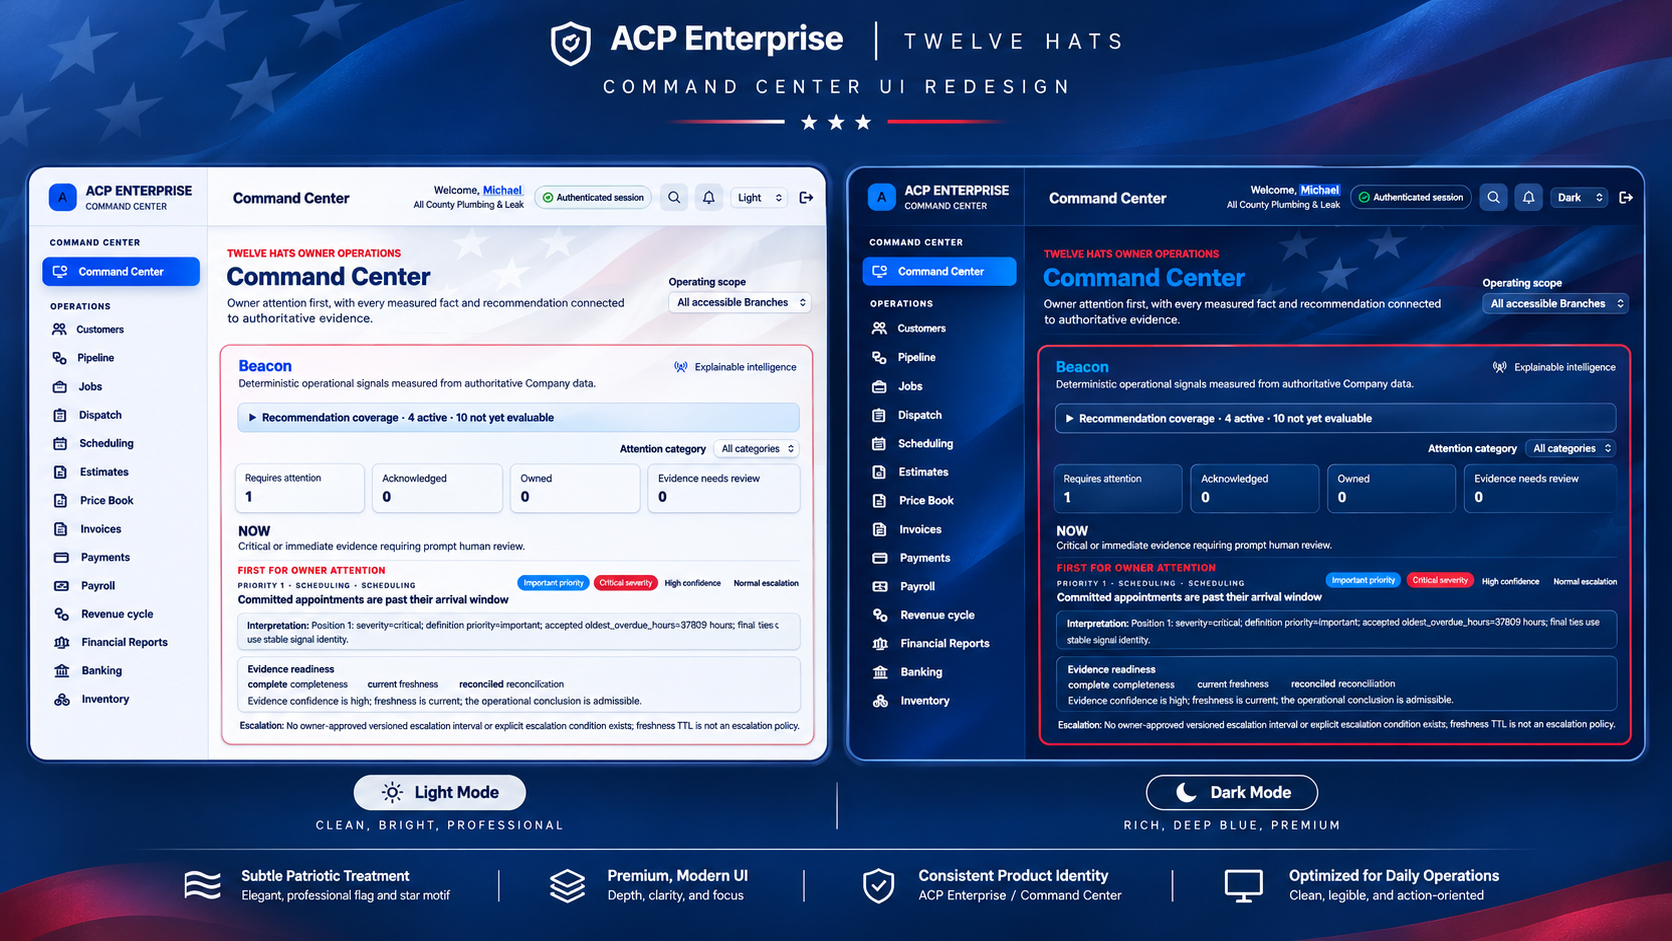 ACP Enterprise | TWELVE HATS
COMMAND CENTER UI REDESIGN
A
ACP ENTERPRISE
COMMAND CENTER
Command Center
Welcome, Michael
All County Plumbing & Leak
Authenticated session
Light
COMMAND CENTER
Command Center
OPERATIONS
Customers
Pipeline
Jobs
Dispatch
Scheduling
Estimates
Price Book
Invoices
Payments
Payroll
Revenue cycle
Financial Reports
Banking
Inventory
TWELVE HATS OWNER OPERATIONS
Command Center
Owner attention first, with every measured fact and recommendation connected
to authoritative evidence.
Operating scope
All accessible Branches
Beacon
Explainable intelligence
Deterministic operational signals measured from authoritative Company data.
Recommendation coverage · 4 active · 10 not yet evaluable
Attention category
All categories
Requires attention
1
Acknowledged
0
Owned
0
Evidence needs review
0
NOW
Critical or immediate evidence requiring prompt human review.
FIRST FOR OWNER ATTENTION
PRIORITY 1 · SCHEDULING · SCHEDULING
Important priority
Critical severity
High confidence
Normal escalation
Committed appointments are past their arrival window
Interpretation: Position 1: severity=critical; definition priority=important; accepted oldest_overdue_hours=37809 hours; final ties
use stable signal identity.
Evidence readiness
complete completeness current freshness reconciled reconciliation
Evidence confidence is high; freshness is current; the operational conclusion is admissible.
Escalation: No owner-approved versioned escalation interval or explicit escalation condition exists; freshness TTL is not an escalation policy.
A
ACP ENTERPRISE
COMMAND CENTER
Command Center
Welcome, Michael
All County Plumbing & Leak
Authenticated session
Dark
COMMAND CENTER
Command Center
OPERATIONS
Customers
Pipeline
Jobs
Dispatch
Scheduling
Estimates
Price Book
Invoices
Payments
Payroll
Revenue cycle
Financial Reports
Banking
Inventory
TWELVE HATS OWNER OPERATIONS
Command Center
Owner attention first, with every measured fact and recommendation connected
to authoritative evidence.
Operating scope
All accessible Branches
Beacon
Explainable intelligence
Deterministic operational signals measured from authoritative Company data.
Recommendation coverage · 4 active · 10 not yet evaluable
Attention category
All categories
Requires attention
1
Acknowledged
0
Owned
0
Evidence needs review
0
NOW
Critical or immediate evidence requiring prompt human review.
FIRST FOR OWNER ATTENTION
PRIORITY 1 · SCHEDULING · SCHEDULING
Important priority
Critical severity
High confidence
Normal escalation
Committed appointments are past their arrival window
Interpretation: Position 1: severity=critical; definition priority=important; accepted oldest_overdue_hours=37809 hours; final ties use
stable signal identity.
Evidence readiness
complete completeness current freshness reconciled reconciliation
Evidence confidence is high; freshness is current; the operational conclusion is admissible.
Escalation: No owner-approved versioned escalation interval or explicit escalation condition exists; freshness TTL is not an escalation policy.
Light Mode
CLEAN, BRIGHT, PROFESSIONAL
Dark Mode
RICH, DEEP BLUE, PREMIUM
Subtle Patriotic Treatment
Elegant, professional flag and star motif
Premium, Modern UI
Depth, clarity, and focus
Consistent Product Identity
ACP Enterprise / Command Center
Optimized for Daily Operations
Clean, legible, and action-oriented